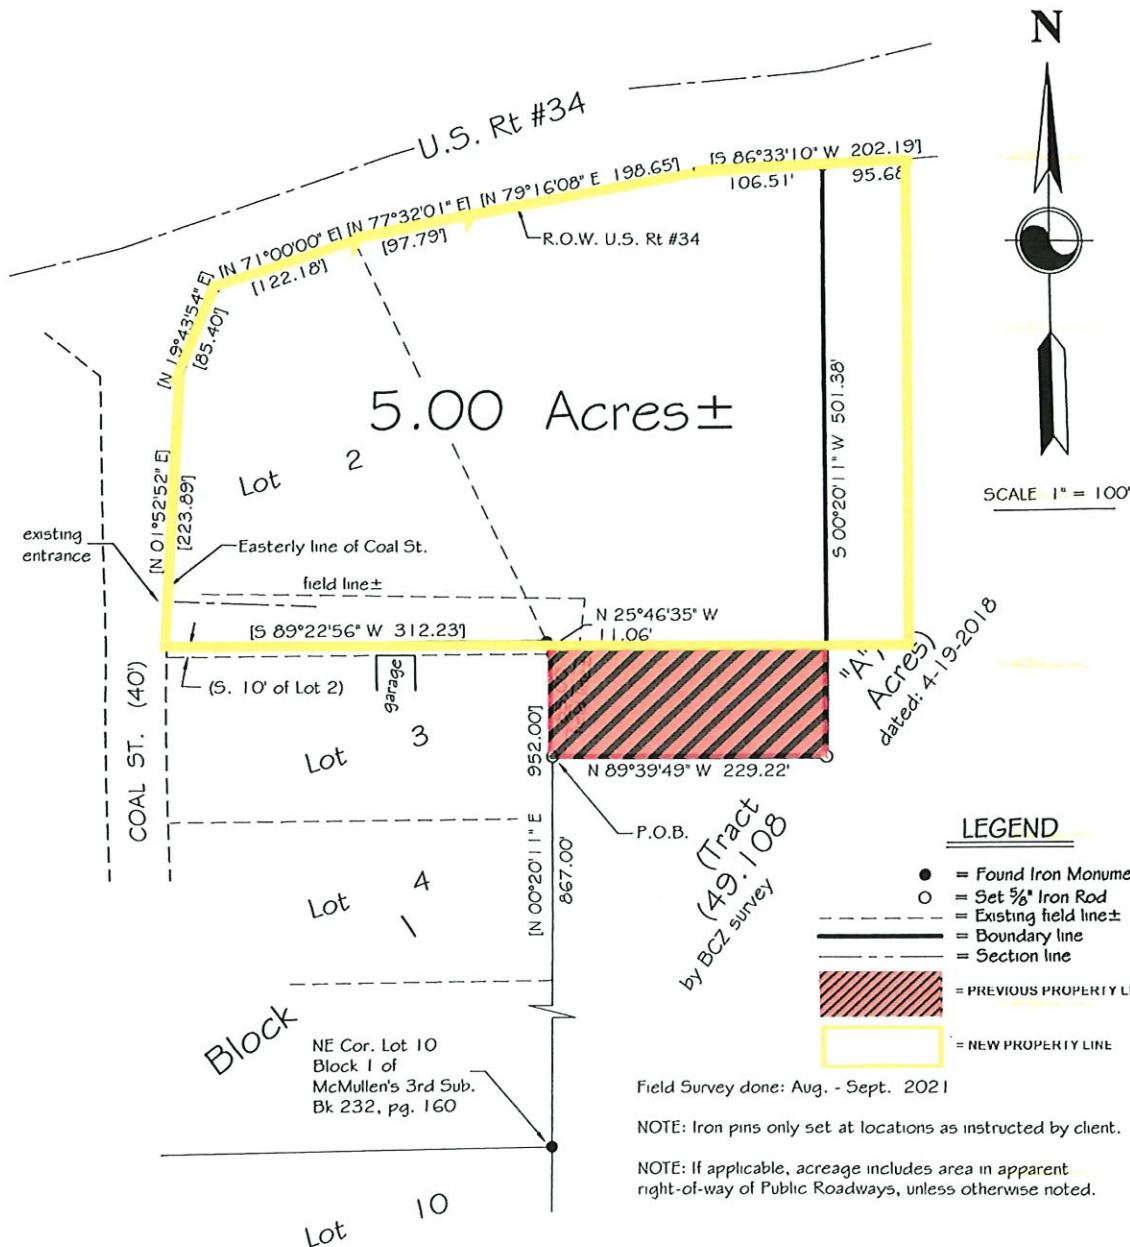 N
U.S. Rt #34
[S 86°33'10" W 202.19']
106.51'
95.68
[N 79°16'08" E 198.65']
[N 77°32'01" E]
[97.79']
[N 71°00'00" E]
[122.18']
R.O.W. U.S. Rt #34
[N 19°43'54" E]
[85.40']
5.00 Acres±
S 00°20'11" W 501.38'
Lot 2
SCALE 1" = 100'
[N 01°52'52" E]
[223.89']
existing
entrance
Easterly line of Coal St.
field line±
N 25°46'35" W
11.06'
[S 89°22'56" W 312.23']
(S. 10' of Lot 2)
garage
COAL ST. (40')
"A")
Acres)
dated: 4-19-2018
Lot 3
N 89°39'49" W 229.22'
P.O.B.
[N 00°20'11" E 952.00']
867.00'
(Tract
(49.108
by BCZ survey
Lot 4
Block 1
LEGEND
= Found Iron Monume
= Set 5/8" Iron Rod
= Existing field line±
= Boundary line
= Section line
= PREVIOUS PROPERTY LI
= NEW PROPERTY LINE
NE Cor. Lot 10
Block 1 of
McMullen's 3rd Sub.
Bk 232, pg. 160
Field Survey done: Aug. - Sept. 2021
NOTE: Iron pins only set at locations as instructed by client.
NOTE: If applicable, acreage includes area in apparent
right-of-way of Public Roadways, unless otherwise noted.
Lot 10